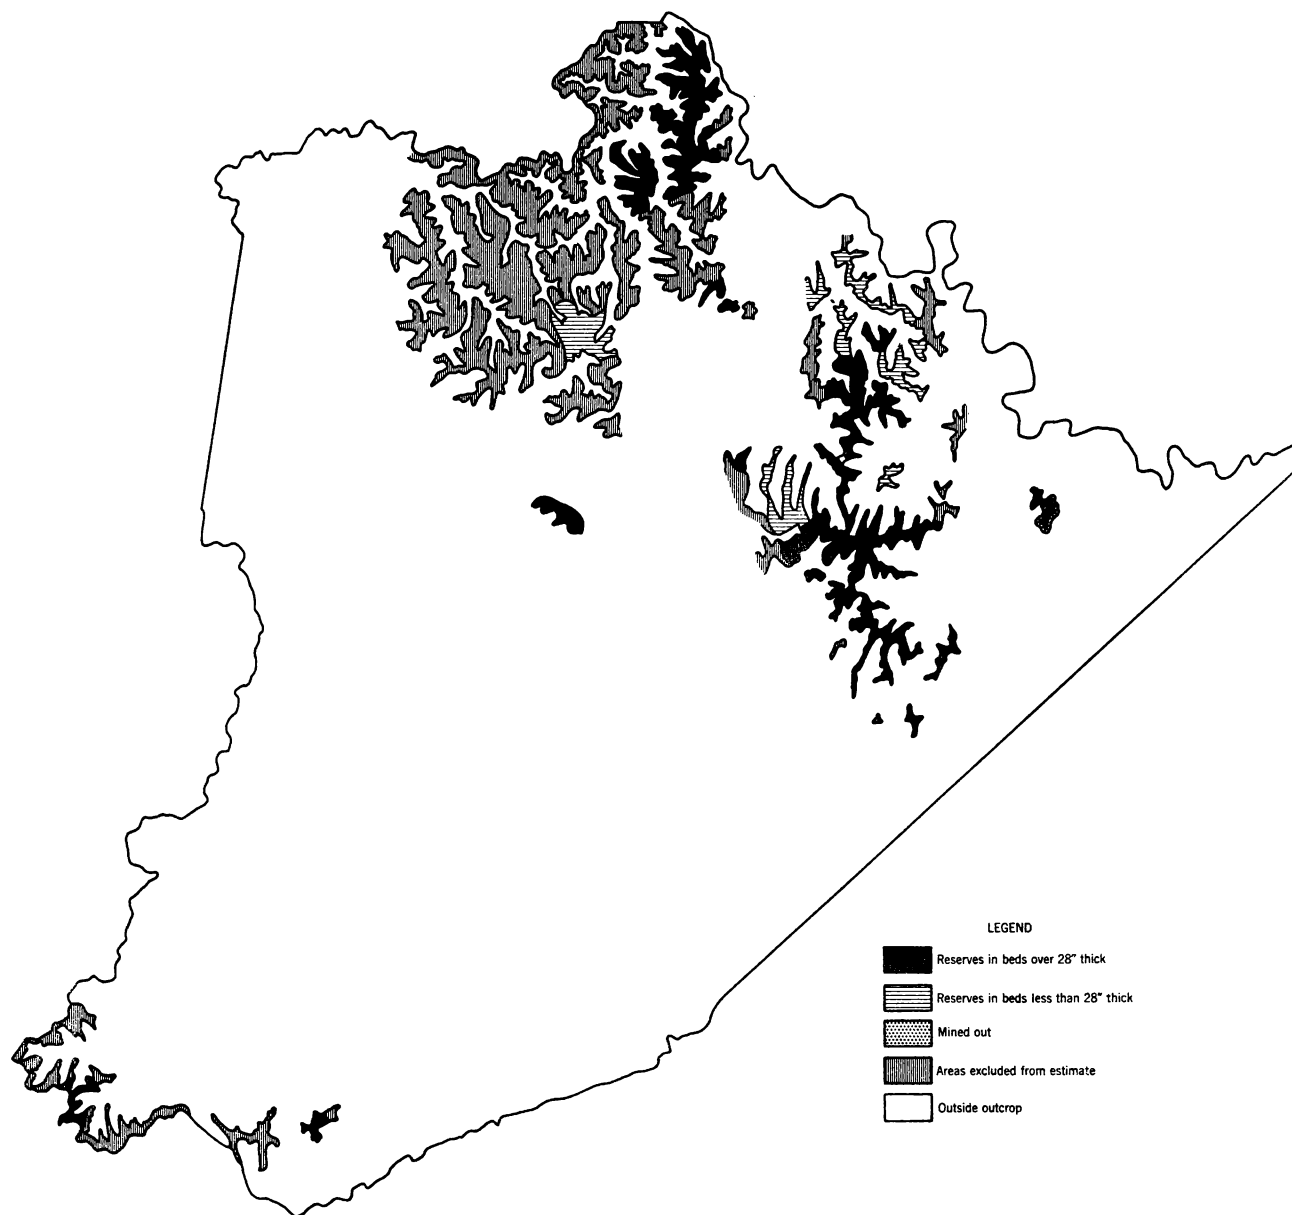 LEGEND
Reserves in beds over 28" thick
Reserves in beds less than 28" thick
Mined out
Areas excluded from estimate
Outside outcrop